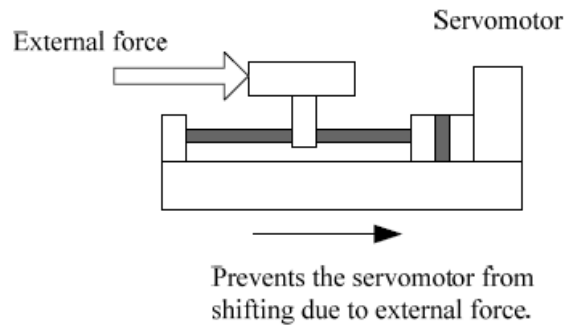 Servomotor
External force
Prevents the servomotor from
shifting due to external force.